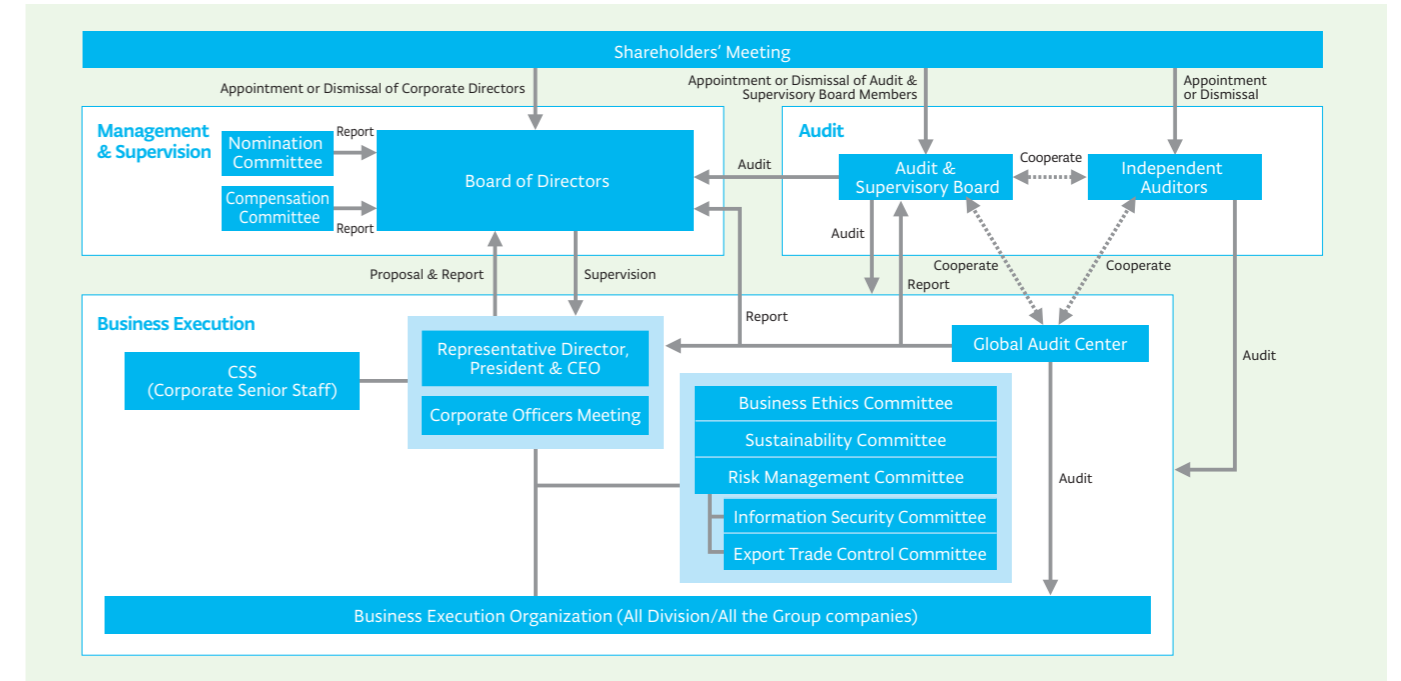 Shareholders' Meeting
Appointment or Dismissal of Corporate Directors
Appointment or Dismissal of Audit &
Supervisory Board Members
Appointment
or Dismissal
Management
& Supervision
Nomination
Committee
Report
Compensation
Committee
Report
Board of Directors
Audit
Audit
Audit &
Supervisory Board
Cooperate
Independent
Auditors
Audit
Cooperate
Cooperate
Report
Proposal & Report
Supervision
Report
Audit
Business Execution
CSS
(Corporate Senior Staff)
Representative Director,
President & CEO
Corporate Officers Meeting
Global Audit Center
Business Ethics Committee
Sustainability Committee
Risk Management Committee
Information Security Committee
Export Trade Control Committee
Audit
Business Execution Organization (All Division/All the Group companies)